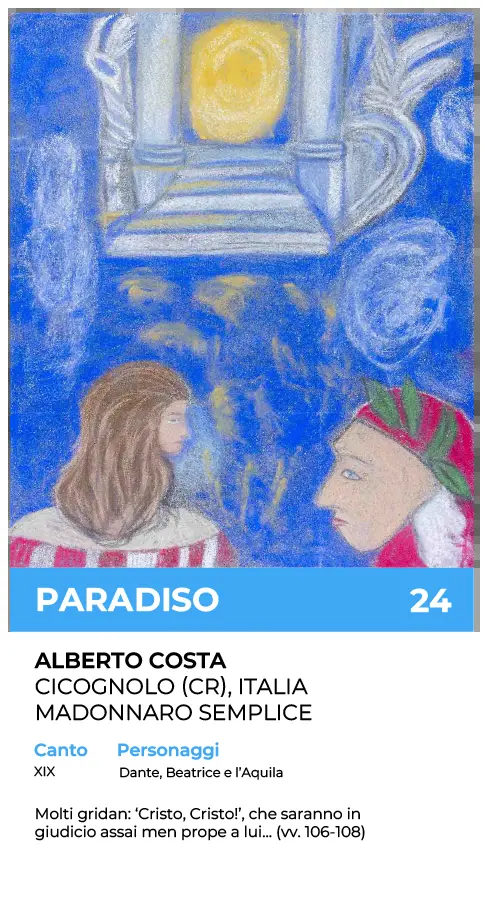 PARADISO 24
ALBERTO COSTA
CICOGNOLO (CR), ITALIA
MADONNARO SEMPLICE
Canto Personaggi
XIX Dante, Beatrice e l’Aquila
Molti gridan: ‘Cristo, Cristo!’, che saranno in
giudicio assai men prope a lui... (vv. 106-108)